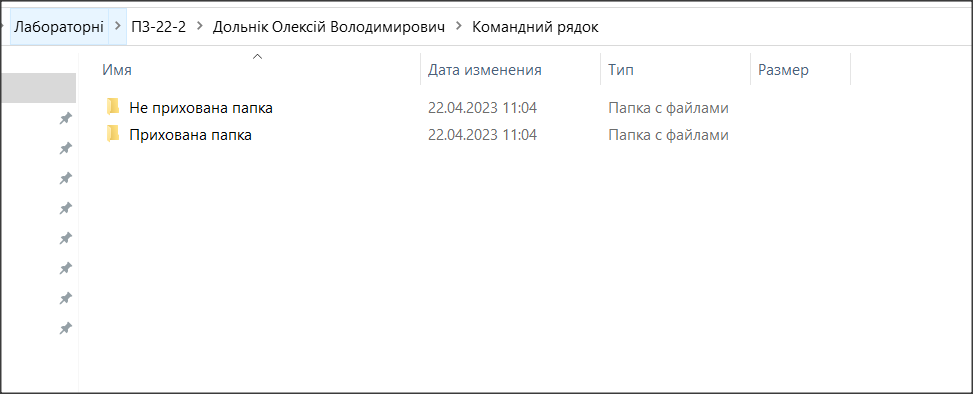 Лабораторні > ПЗ-22-2 > Дольнік Олексій Володимирович > Командний рядок
Имя Дата изменения Тип Размер
Не прихована папка 22.04.2023 11:04 Папка с файлами
Прихована папка 22.04.2023 11:04 Папка с файлами